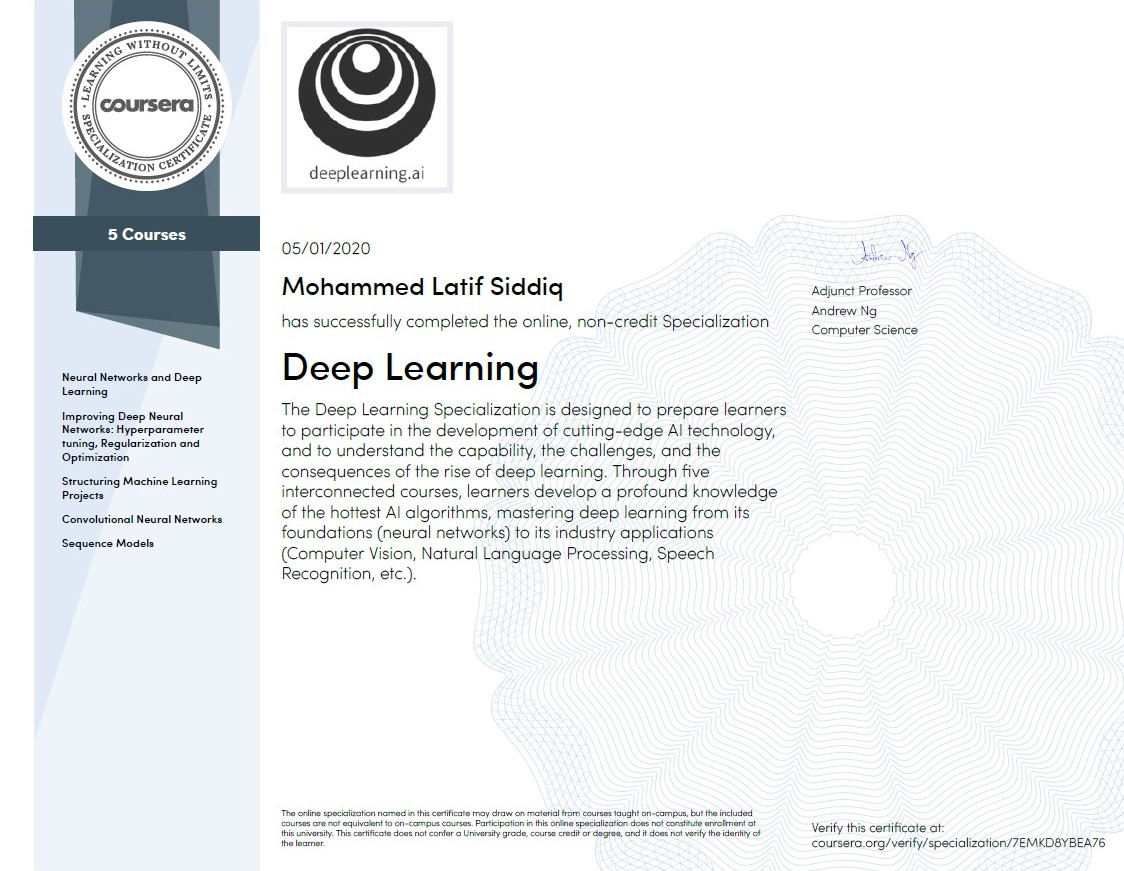 LEARNING WITHOUT LIMITS
coursera
SPECIALIZATION CERTIFICATE
5 Courses
Neural Networks and Deep
Learning
Improving Deep Neural
Networks: Hyperparameter
tuning, Regularization and
Optimization
Structuring Machine Learning
Projects
Convolutional Neural Networks
Sequence Models
deeplearning.ai
05/01/2020
Mohammed Latif Siddiq
has successfully completed the online, non-credit Specialization
Deep Learning
The Deep Learning Specialization is designed to prepare learners
to participate in the development of cutting-edge AI technology,
and to understand the capability, the challenges, and the
consequences of the rise of deep learning. Through five
interconnected courses, learners develop a profound knowledge
of the hottest AI algorithms, mastering deep learning from its
foundations (neural networks) to its industry applications
(Computer Vision, Natural Language Processing, Speech
Recognition, etc.).
Andrew Ng
Adjunct Professor
Andrew Ng
Computer Science
The online specialization named in this certificate may draw on material from courses taught on-campus, but the included
courses are not equivalent to on-campus courses. Participation in this online specialization does not constitute enrollment at
this university. This certificate does not confer a University grade, course credit or degree, and it does not verify the identity of
the learner.
Verify this certificate at:
coursera.org/verify/specialization/7EMKD8YBEA76